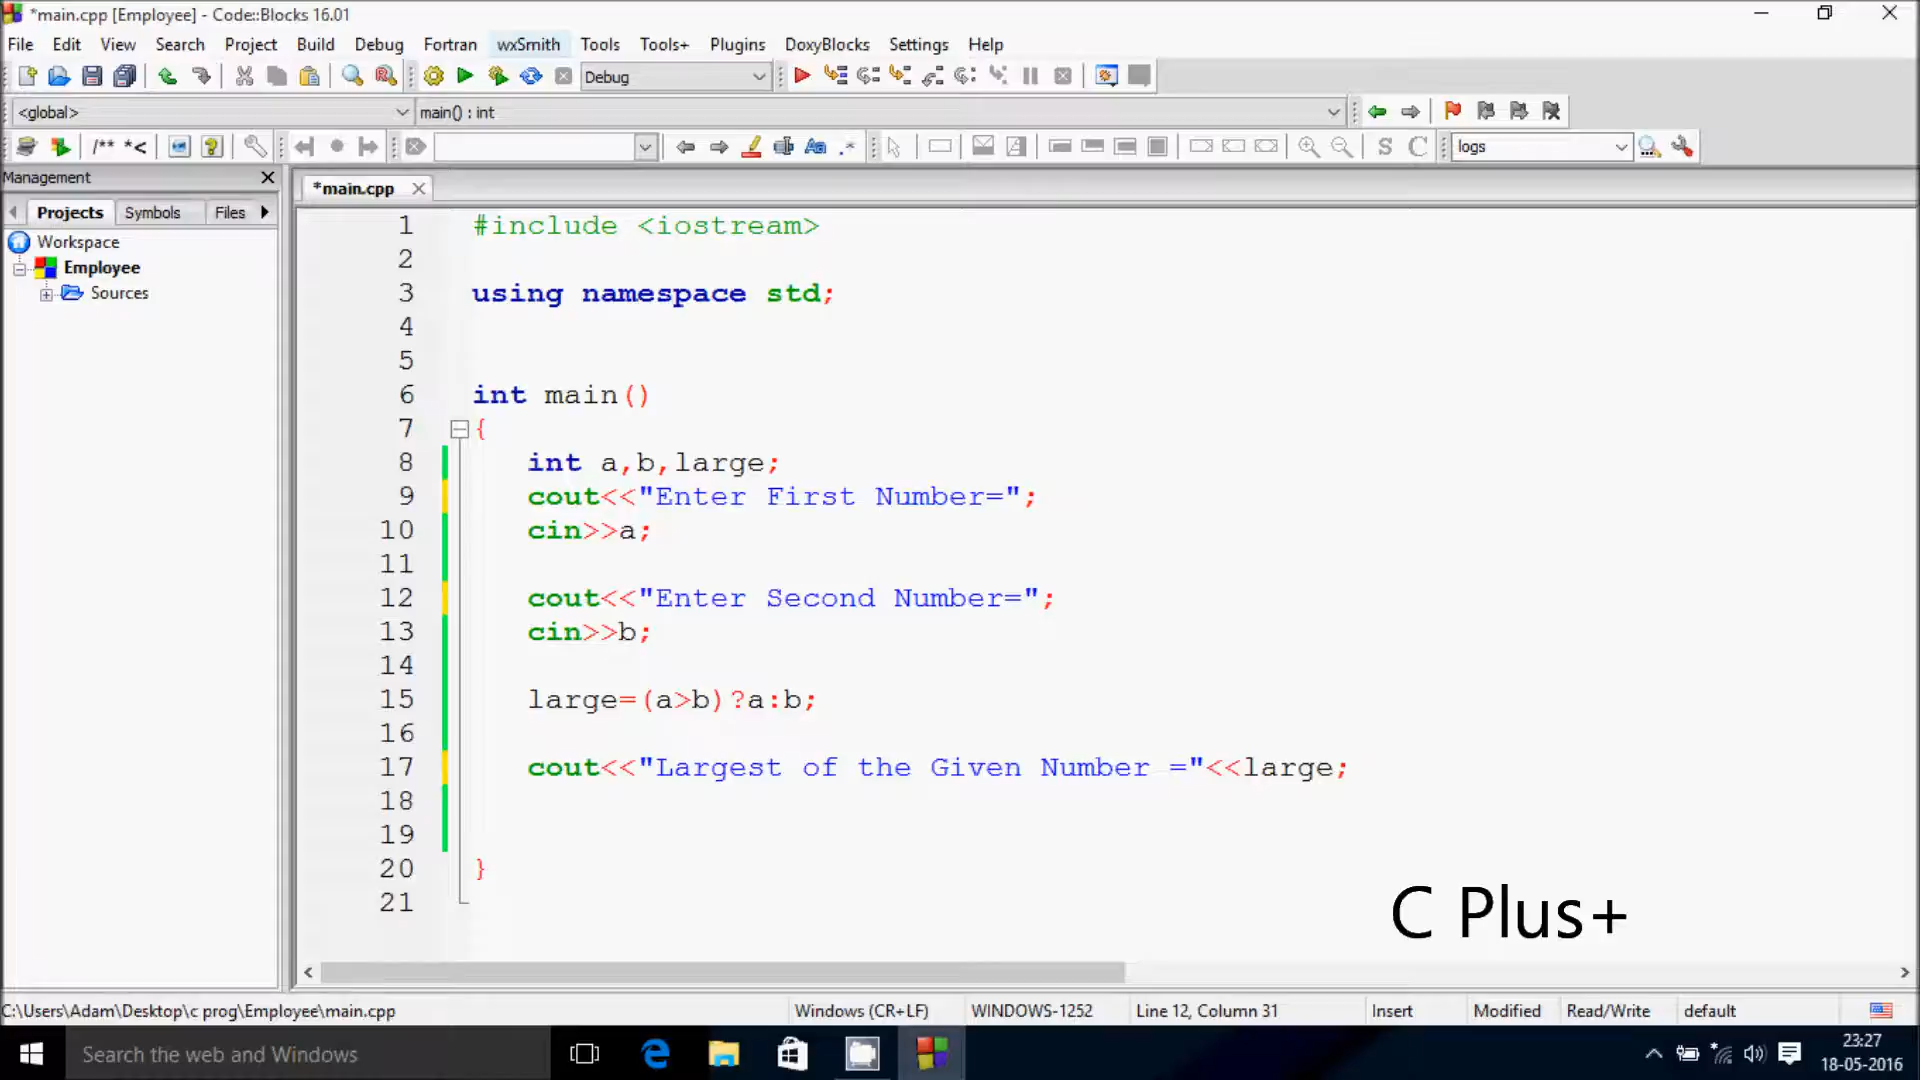 *main.cpp [Employee] - Code::Blocks 16.01
File Edit View Search Project Build Debug Fortran wxSmith Tools Tools+ Plugins DoxyBlocks Settings Help
Debug
<global> main() : int
/** *< Aa .* S C logs
Management
*main.cpp
Projects Symbols Files
Workspace
Employee
Sources
1 #include <iostream>
2
3 using namespace std;
4
5
6 int main()
7 {
8 int a,b,large;
9 cout<<"Enter First Number=";
10 cin>>a;
11
12 cout<<"Enter Second Number=";
13 cin>>b;
14
15 large=(a>b)?a:b;
16
17 cout<<"Largest of the Given Number ="<<large;
18
19
20 }
21
C Plus+
C:\Users\Adam\Desktop\c prog\Employee\main.cpp Windows (CR+LF) WINDOWS-1252 Line 12, Column 31 Insert Modified Read/Write default
Search the web and Windows
23:27
18-05-2016